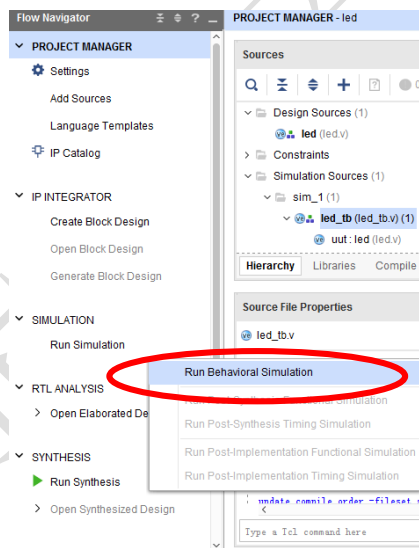 Flow Navigator ? _
PROJECT MANAGER - led
PROJECT MANAGER
Settings
Add Sources
Language Templates
IP Catalog
IP INTEGRATOR
Create Block Design
Open Block Design
Generate Block Design
SIMULATION
Run Simulation
RTL ANALYSIS
Open Elaborated De
SYNTHESIS
Run Synthesis
Open Synthesized Design
Sources
Design Sources (1)
led (led.v)
Constraints
Simulation Sources (1)
sim_1 (1)
led_tb (led_tb.v) (1)
uut : led (led.v)
Hierarchy Libraries Compile
Source File Properties
led_tb.v
Run Behavioral Simulation
Run Post-Synthesis Functional Simulation
Run Post-Synthesis Timing Simulation
Run Post-Implementation Functional Simulation
Run Post-Implementation Timing Simulation
update_compile_order -fileset
Type a Tcl command here